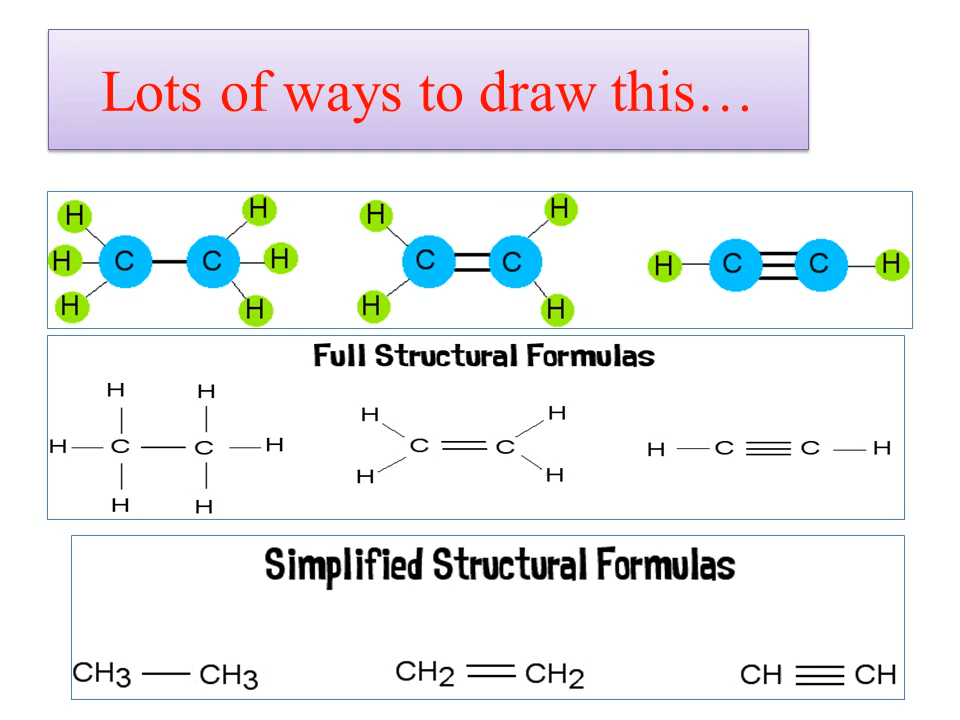 Lots of ways to draw this…
H H H H
H C C H C C H C C H
H H H H
Full Structural Formulas
H H H H
H C C H C C H C C H
H H H H
Simplified Structural Formulas
CH3 — CH3 CH2 = CH2 CH ≡ CH